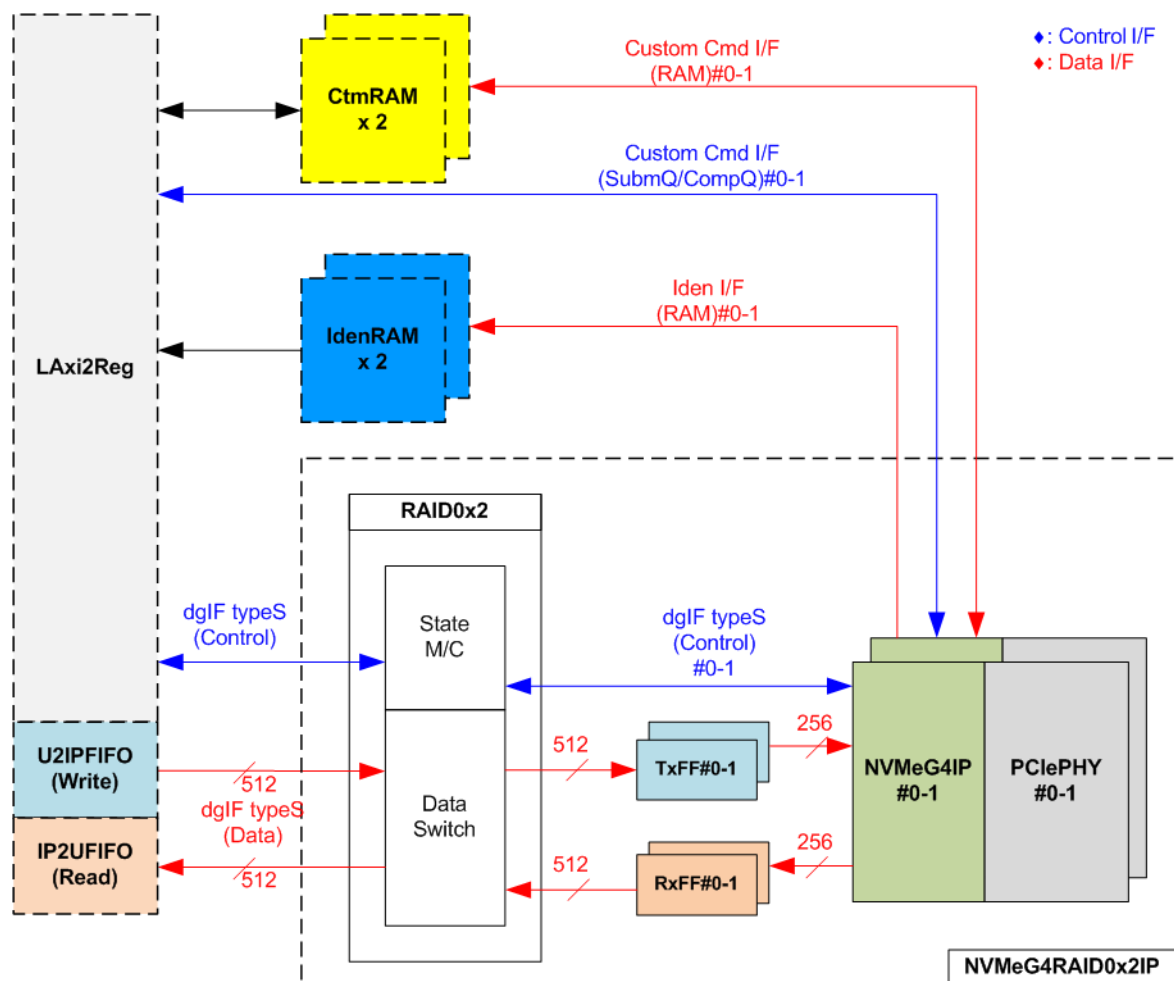 Custom Cmd I/F
(RAM)#0-1
♦: Control I/F
♦: Data I/F
CtmRAM
x 2
Custom Cmd I/F
(SubmQ/CompQ)#0-1
Iden I/F
(RAM)#0-1
IdenRAM
x 2
LAxi2Reg
RAID0x2
State
M/C
dgIF typeS
(Control)
dgIF typeS
(Control)
#0-1
U2IPFIFO
(Write)
512
dgIF typeS
(Data)
512
IP2UFIFO
(Read)
Data
Switch
512
TxFF#0-1
256
512
RxFF#0-1
256
NVMeG4IP
#0-1
PCIePHY
#0-1
NVMeG4RAID0x2IP